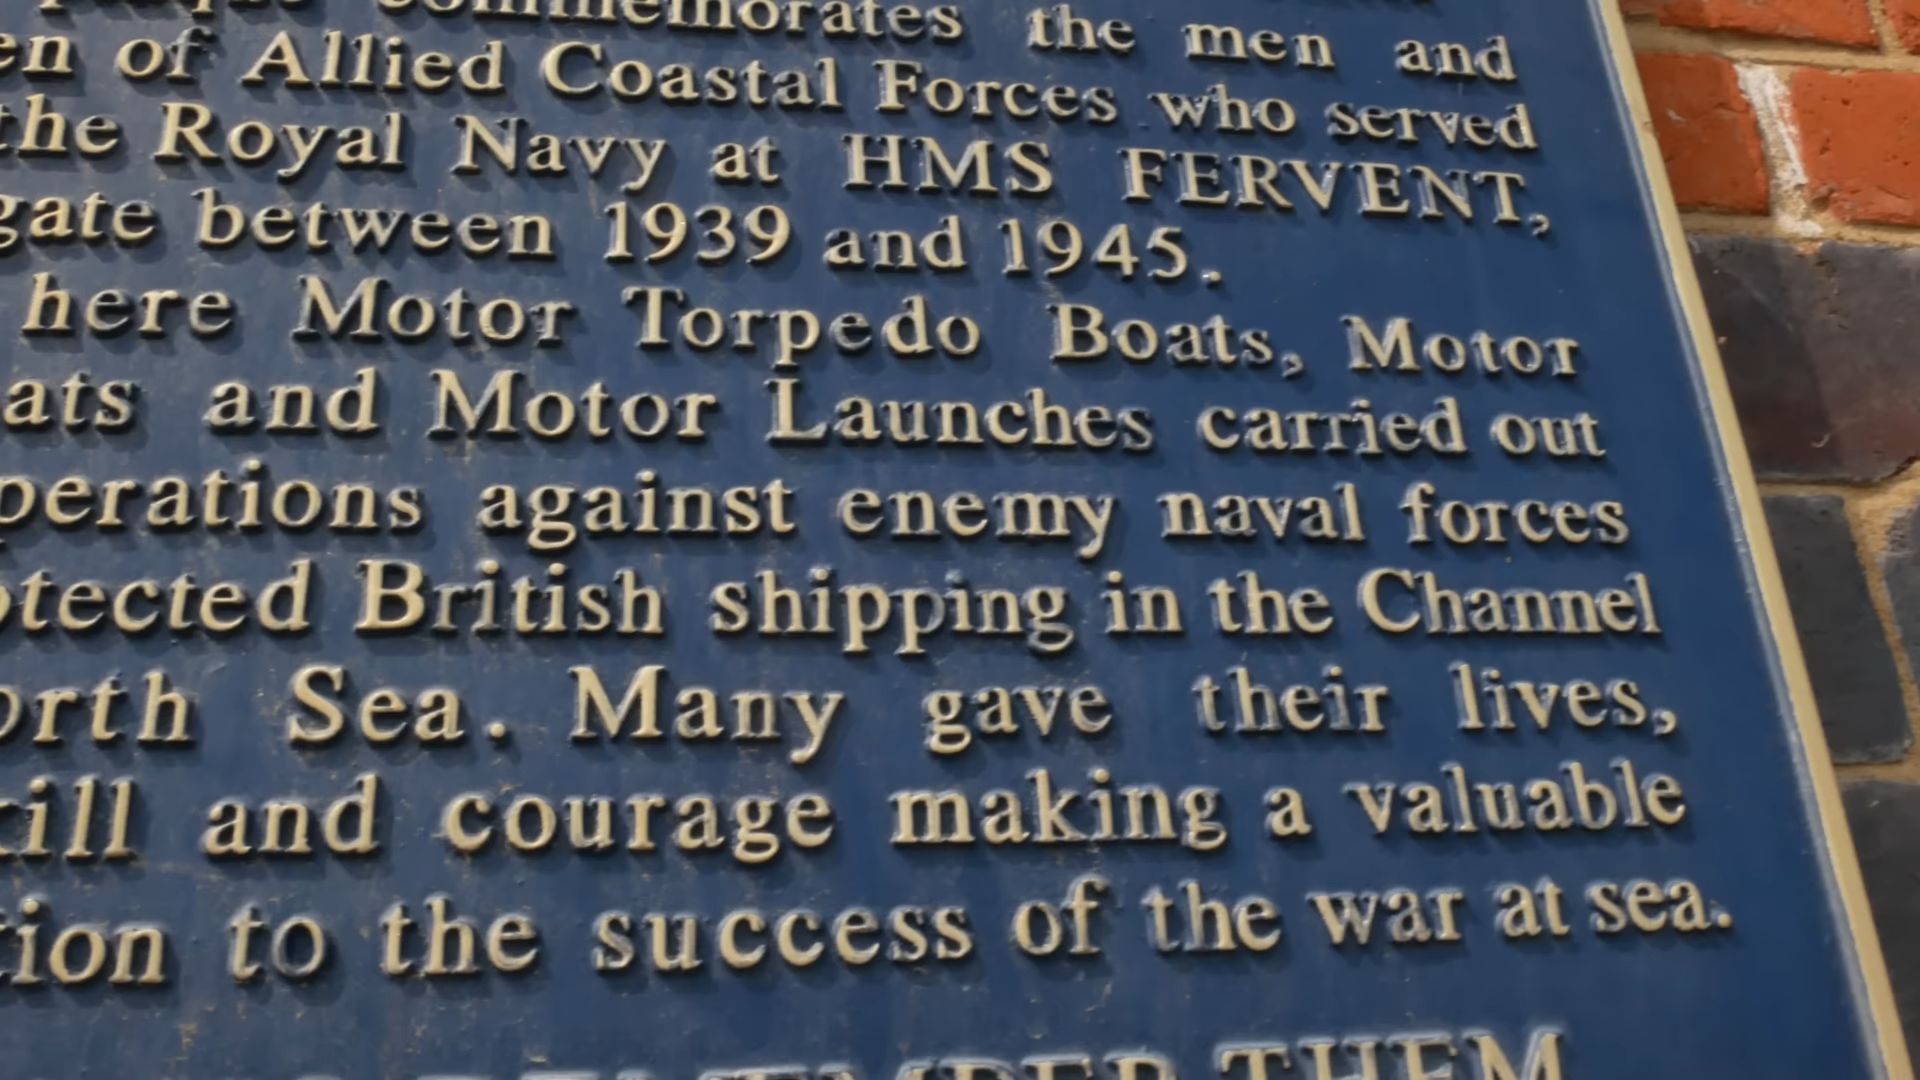 commemorates the men and
en of Allied Coastal Forces who served
the Royal Navy at HMS FERVENT,
gate between 1939 and 1945.
here Motor Torpedo Boats, Motor
ats and Motor Launches carried out
perations against enemy naval forces
otected British shipping in the Channel
orth Sea. Many gave their lives,
kill and courage making a valuable
tion to the success of the war at sea.
THEM